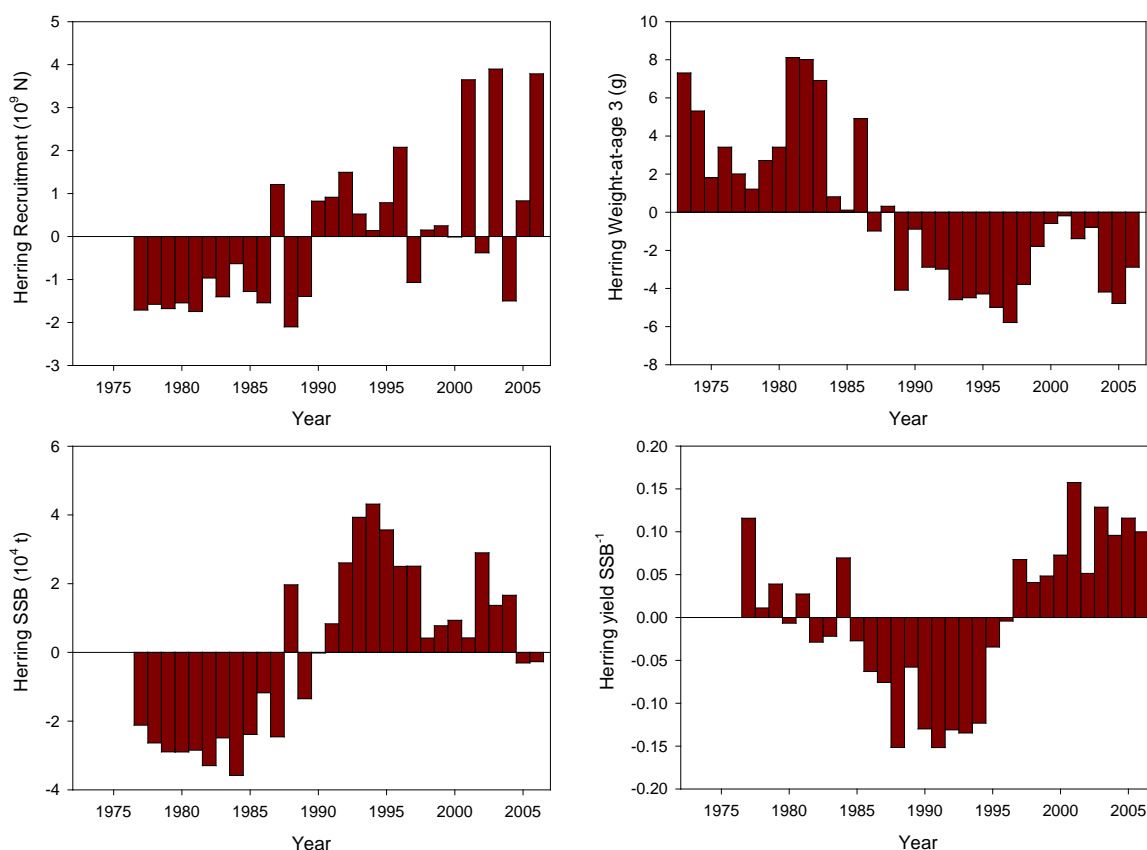 Herring Recruitment (10⁹ N)
5
4
3
2
1
0
-1
-2
-3
1975 1980 1985 1990 1995 2000 2005
Year
Herring Weight-at-age 3 (g)
10
8
6
4
2
0
-2
-4
-6
-8
1975 1980 1985 1990 1995 2000 2005
Year
Herring SSB (10⁴ t)
6
4
2
0
-2
-4
1975 1980 1985 1990 1995 2000 2005
Year
Herring yield SSB⁻¹
0.20
0.15
0.10
0.05
0.00
-0.05
-0.10
-0.15
-0.20
1975 1980 1985 1990 1995 2000 2005
Year